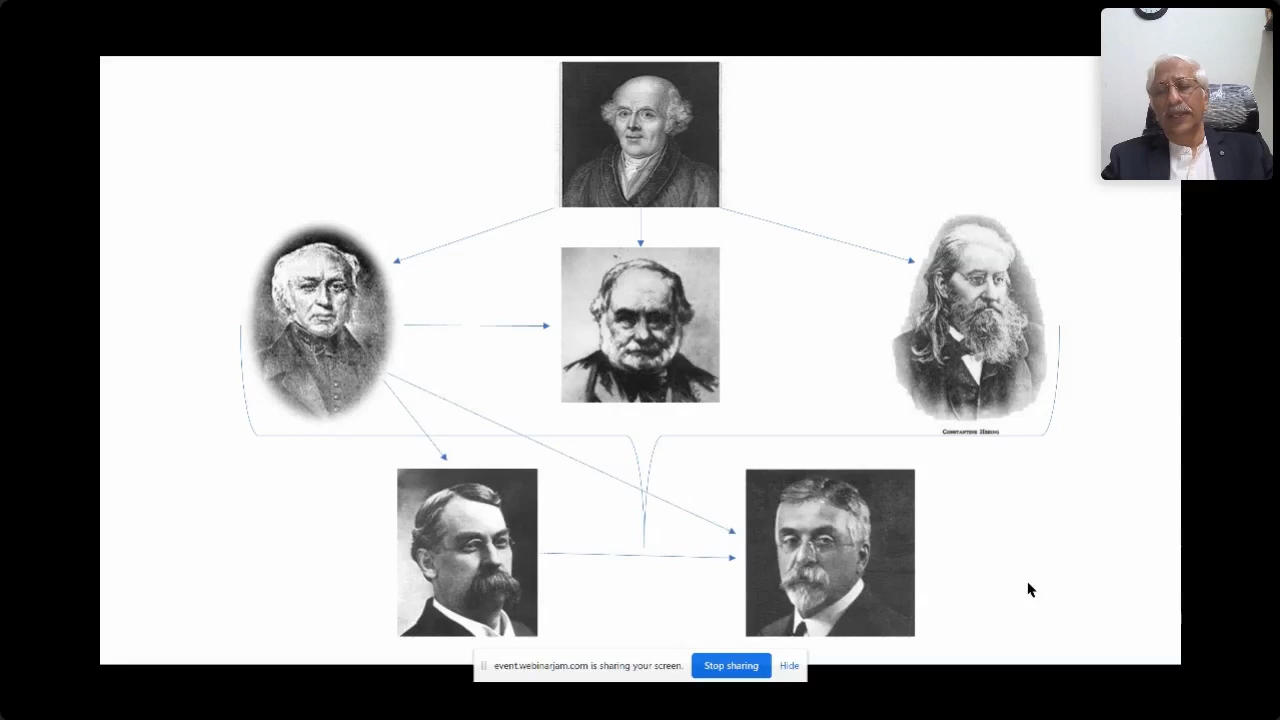 CONSTANTINE HERING
event.webinarjam.com is sharing your screen.
Stop sharing
Hide